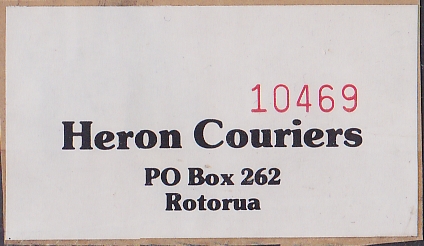 10469
Heron Couriers
PO Box 262
Rotorua